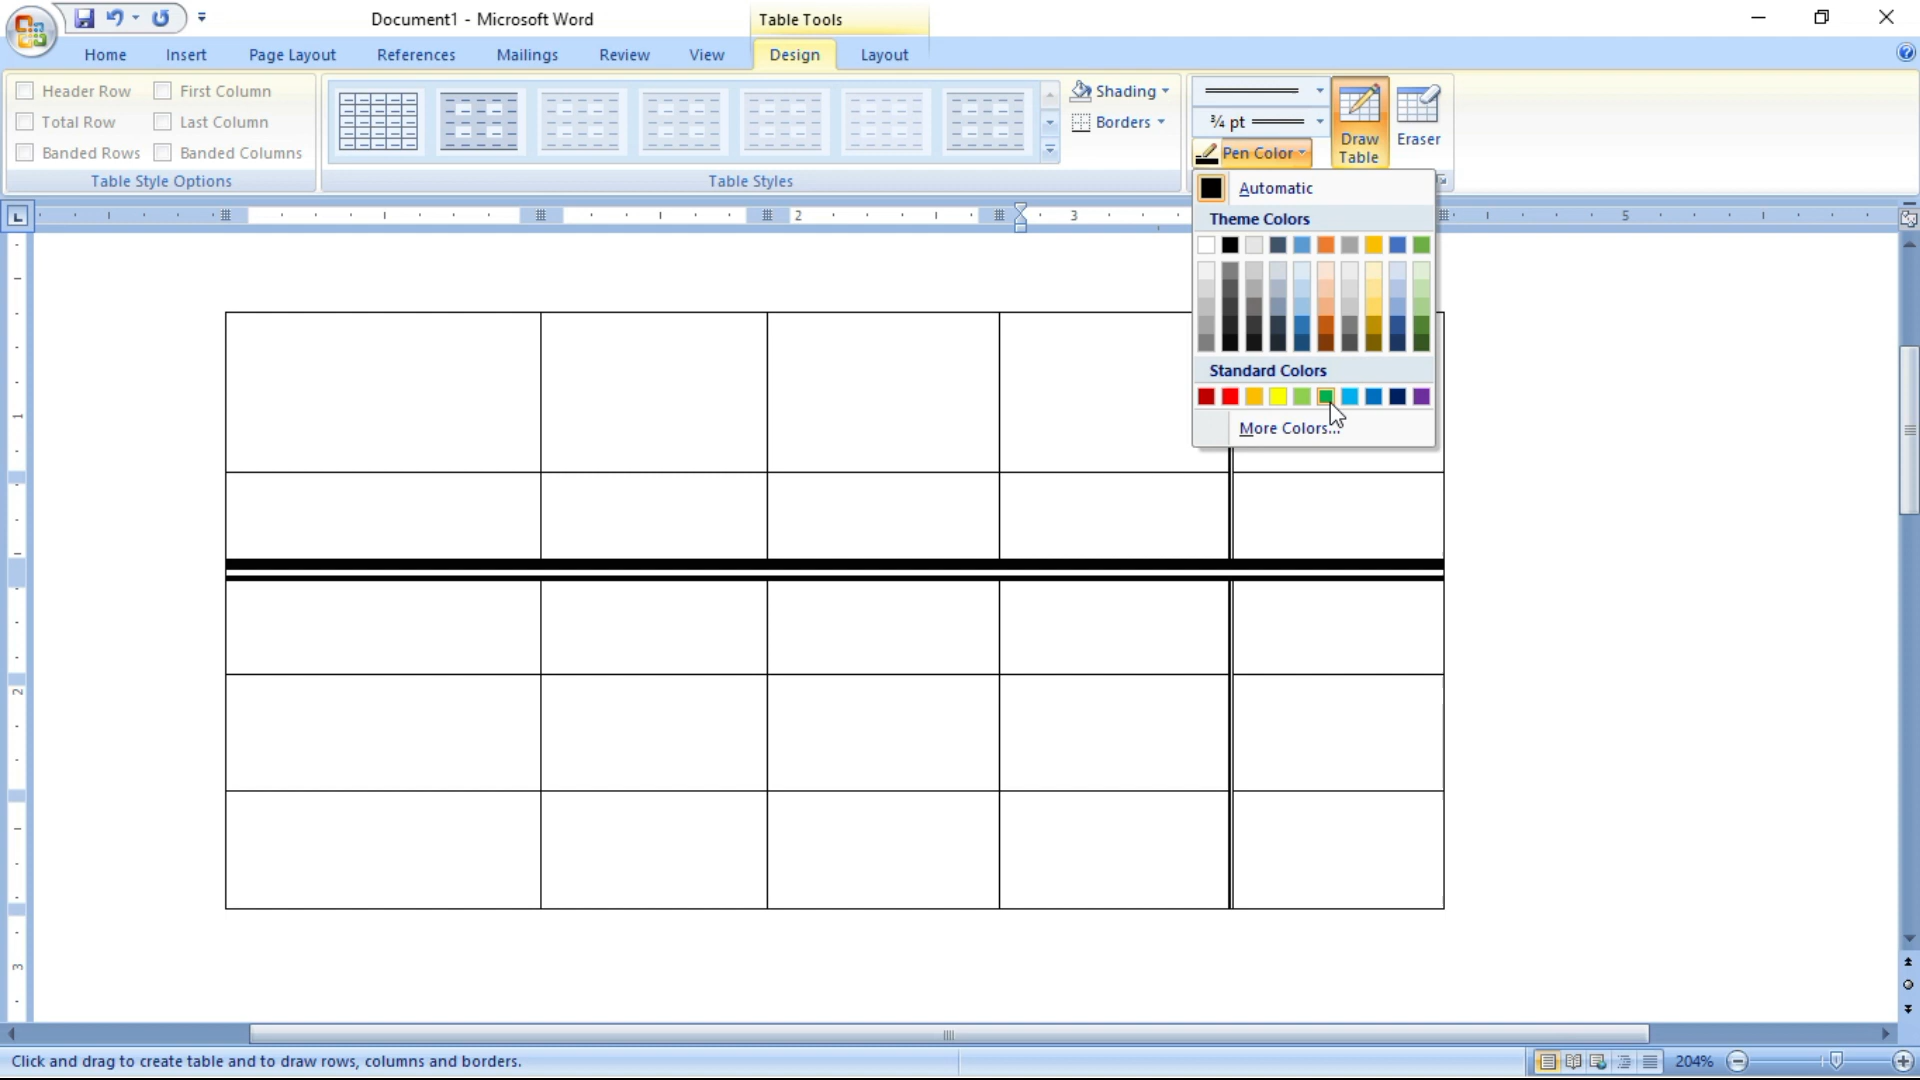 Document1 - Microsoft Word
Table Tools
Home Insert Page Layout References Mailings Review View Design Layout
Header Row First Column
Total Row Last Column
Banded Rows Banded Columns
Table Style Options
Table Styles
Shading
Borders
¾ pt
Pen Color
Draw
Table
Eraser
Automatic
Theme Colors
Standard Colors
More Colors...
2 3 5
1
2
3
Click and drag to create table and to draw rows, columns and borders.
204%